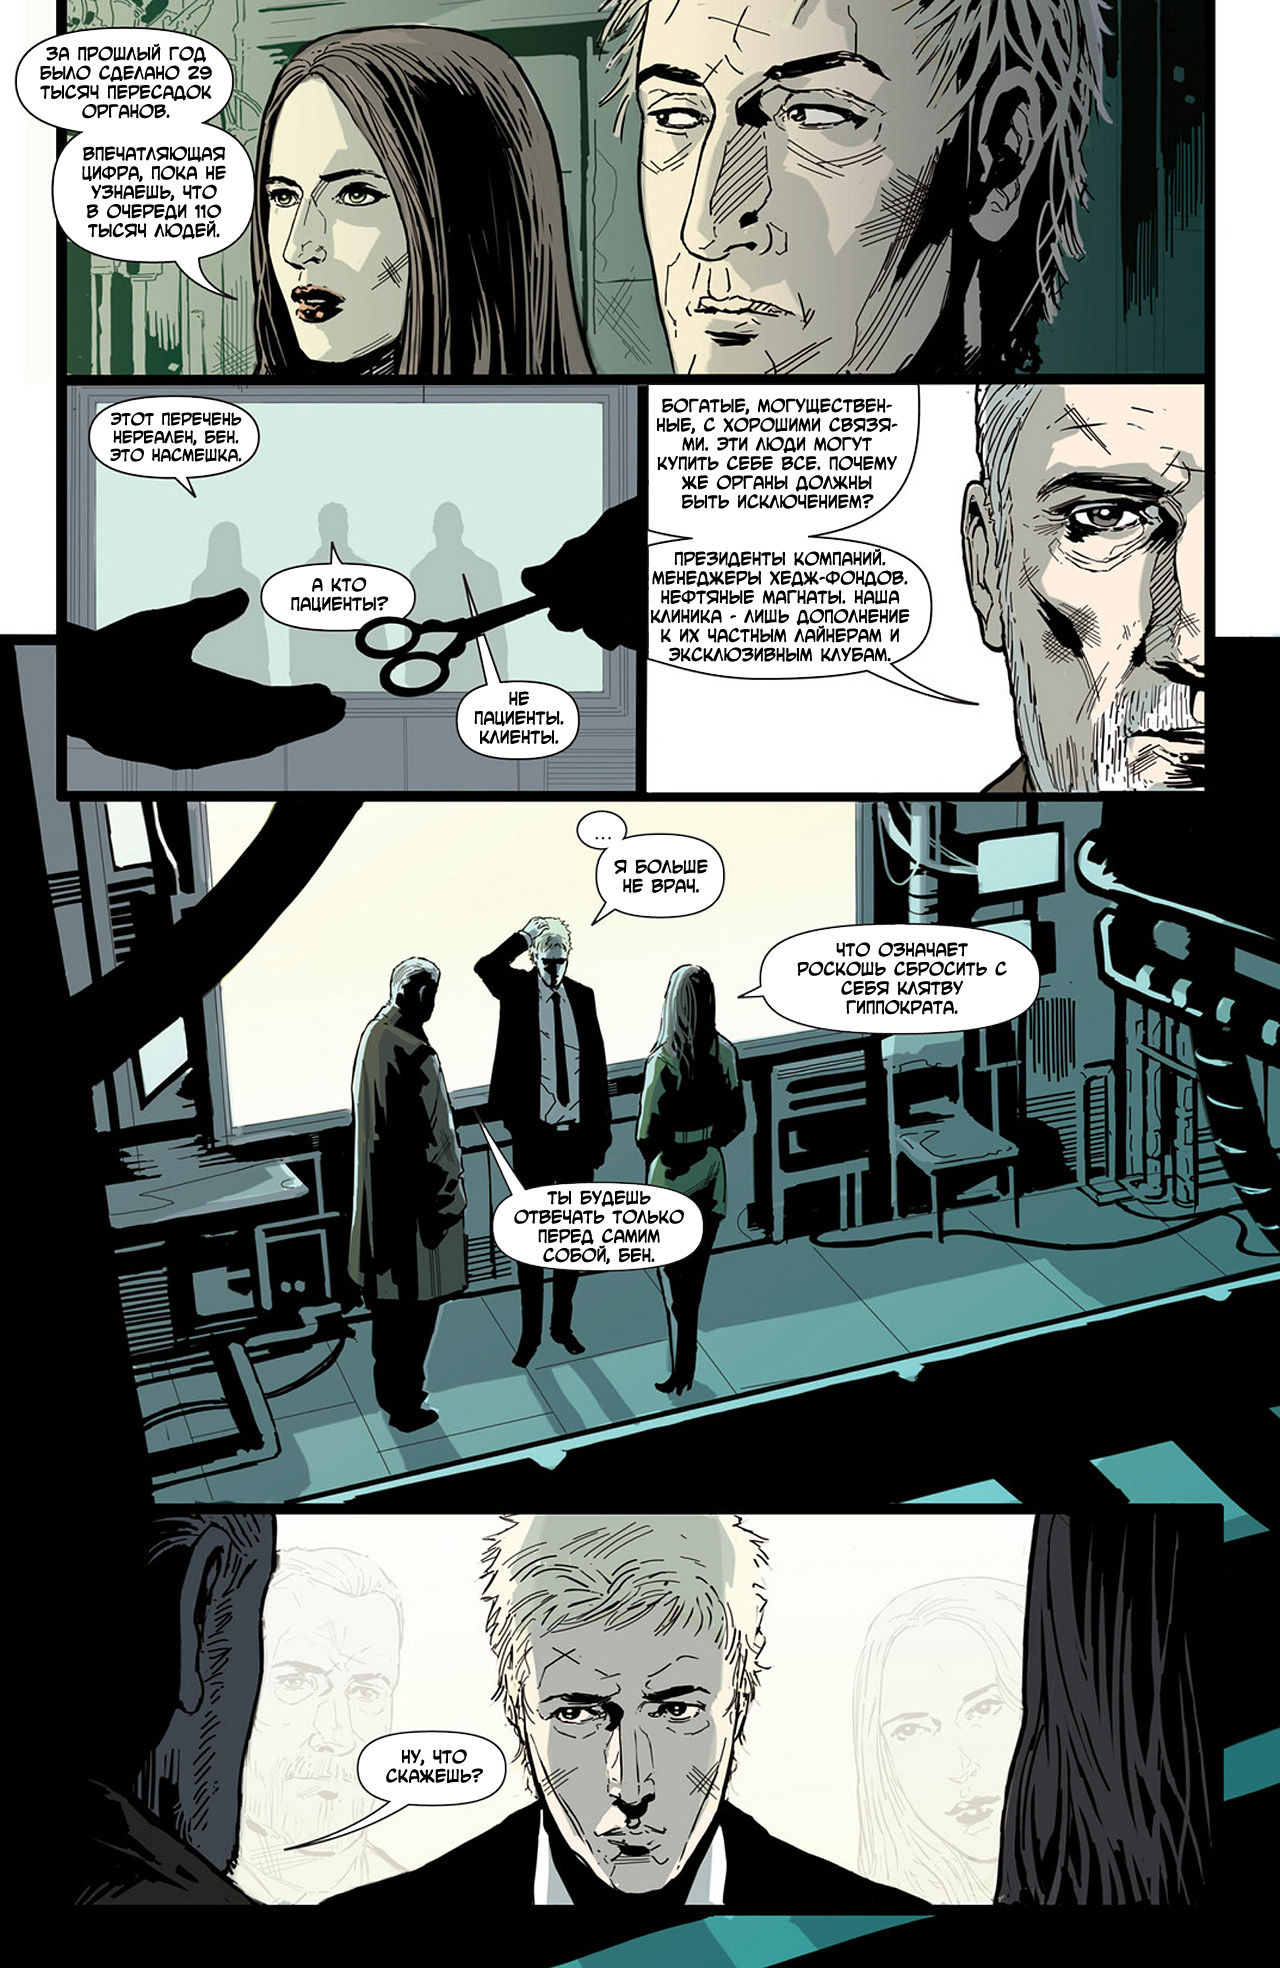 ЗА ПРОШЛЫЙ ГОД
БЫЛО СДЕЛАНО 29
ТЫСЯЧ ПЕРЕСАДОК
ОРГАНОВ.
ВПЕЧАТЛЯЮЩАЯ
ЦИФРА, ПОКА НЕ
УЗНАЕШЬ, ЧТО
В ОЧЕРЕДИ 110
ТЫСЯЧ ЛЮДЕЙ.
ЭТОТ ПЕРЕЧЕНЬ
НЕРЕАЛЕН, БЕН.
ЭТО НАСМЕШКА.
А КТО
ПАЦИЕНТЫ?
НЕ
ПАЦИЕНТЫ.
КЛИЕНТЫ.
БОГАТЫЕ, МОГУЩЕСТВЕН-
НЫЕ, С ХОРОШИМИ СВЯЗЯ-
МИ. ЭТИ ЛЮДИ МОГУТ
КУПИТЬ СЕБЕ ВСЕ. ПОЧЕМУ
ЖЕ ОРГАНЫ ДОЛЖНЫ
БЫТЬ ИСКЛЮЧЕНИЕМ?
ПРЕЗИДЕНТЫ КОМПАНИЙ.
МЕНЕДЖЕРЫ ХЕДЖ-ФОНДОВ.
НЕФТЯНЫЕ МАГНАТЫ. НАША
КЛИНИКА - ЛИШЬ ДОПОЛНЕНИЕ
К ИХ ЧАСТНЫМ ЛАЙНЕРАМ И
ЭКСКЛЮЗИВНЫМ КЛУБАМ.
...
Я БОЛЬШЕ
НЕ ВРАЧ.
ЧТО ОЗНАЧАЕТ
РОСКОШЬ СБРОСИТЬ С
СЕБЯ КЛЯТВУ
ГИППОКРАТА.
ТЫ БУДЕШЬ
ОТВЕЧАТЬ ТОЛЬКО
ПЕРЕД САМИМ
СОБОЙ, БЕН.
НУ, ЧТО
СКАЖЕШЬ?